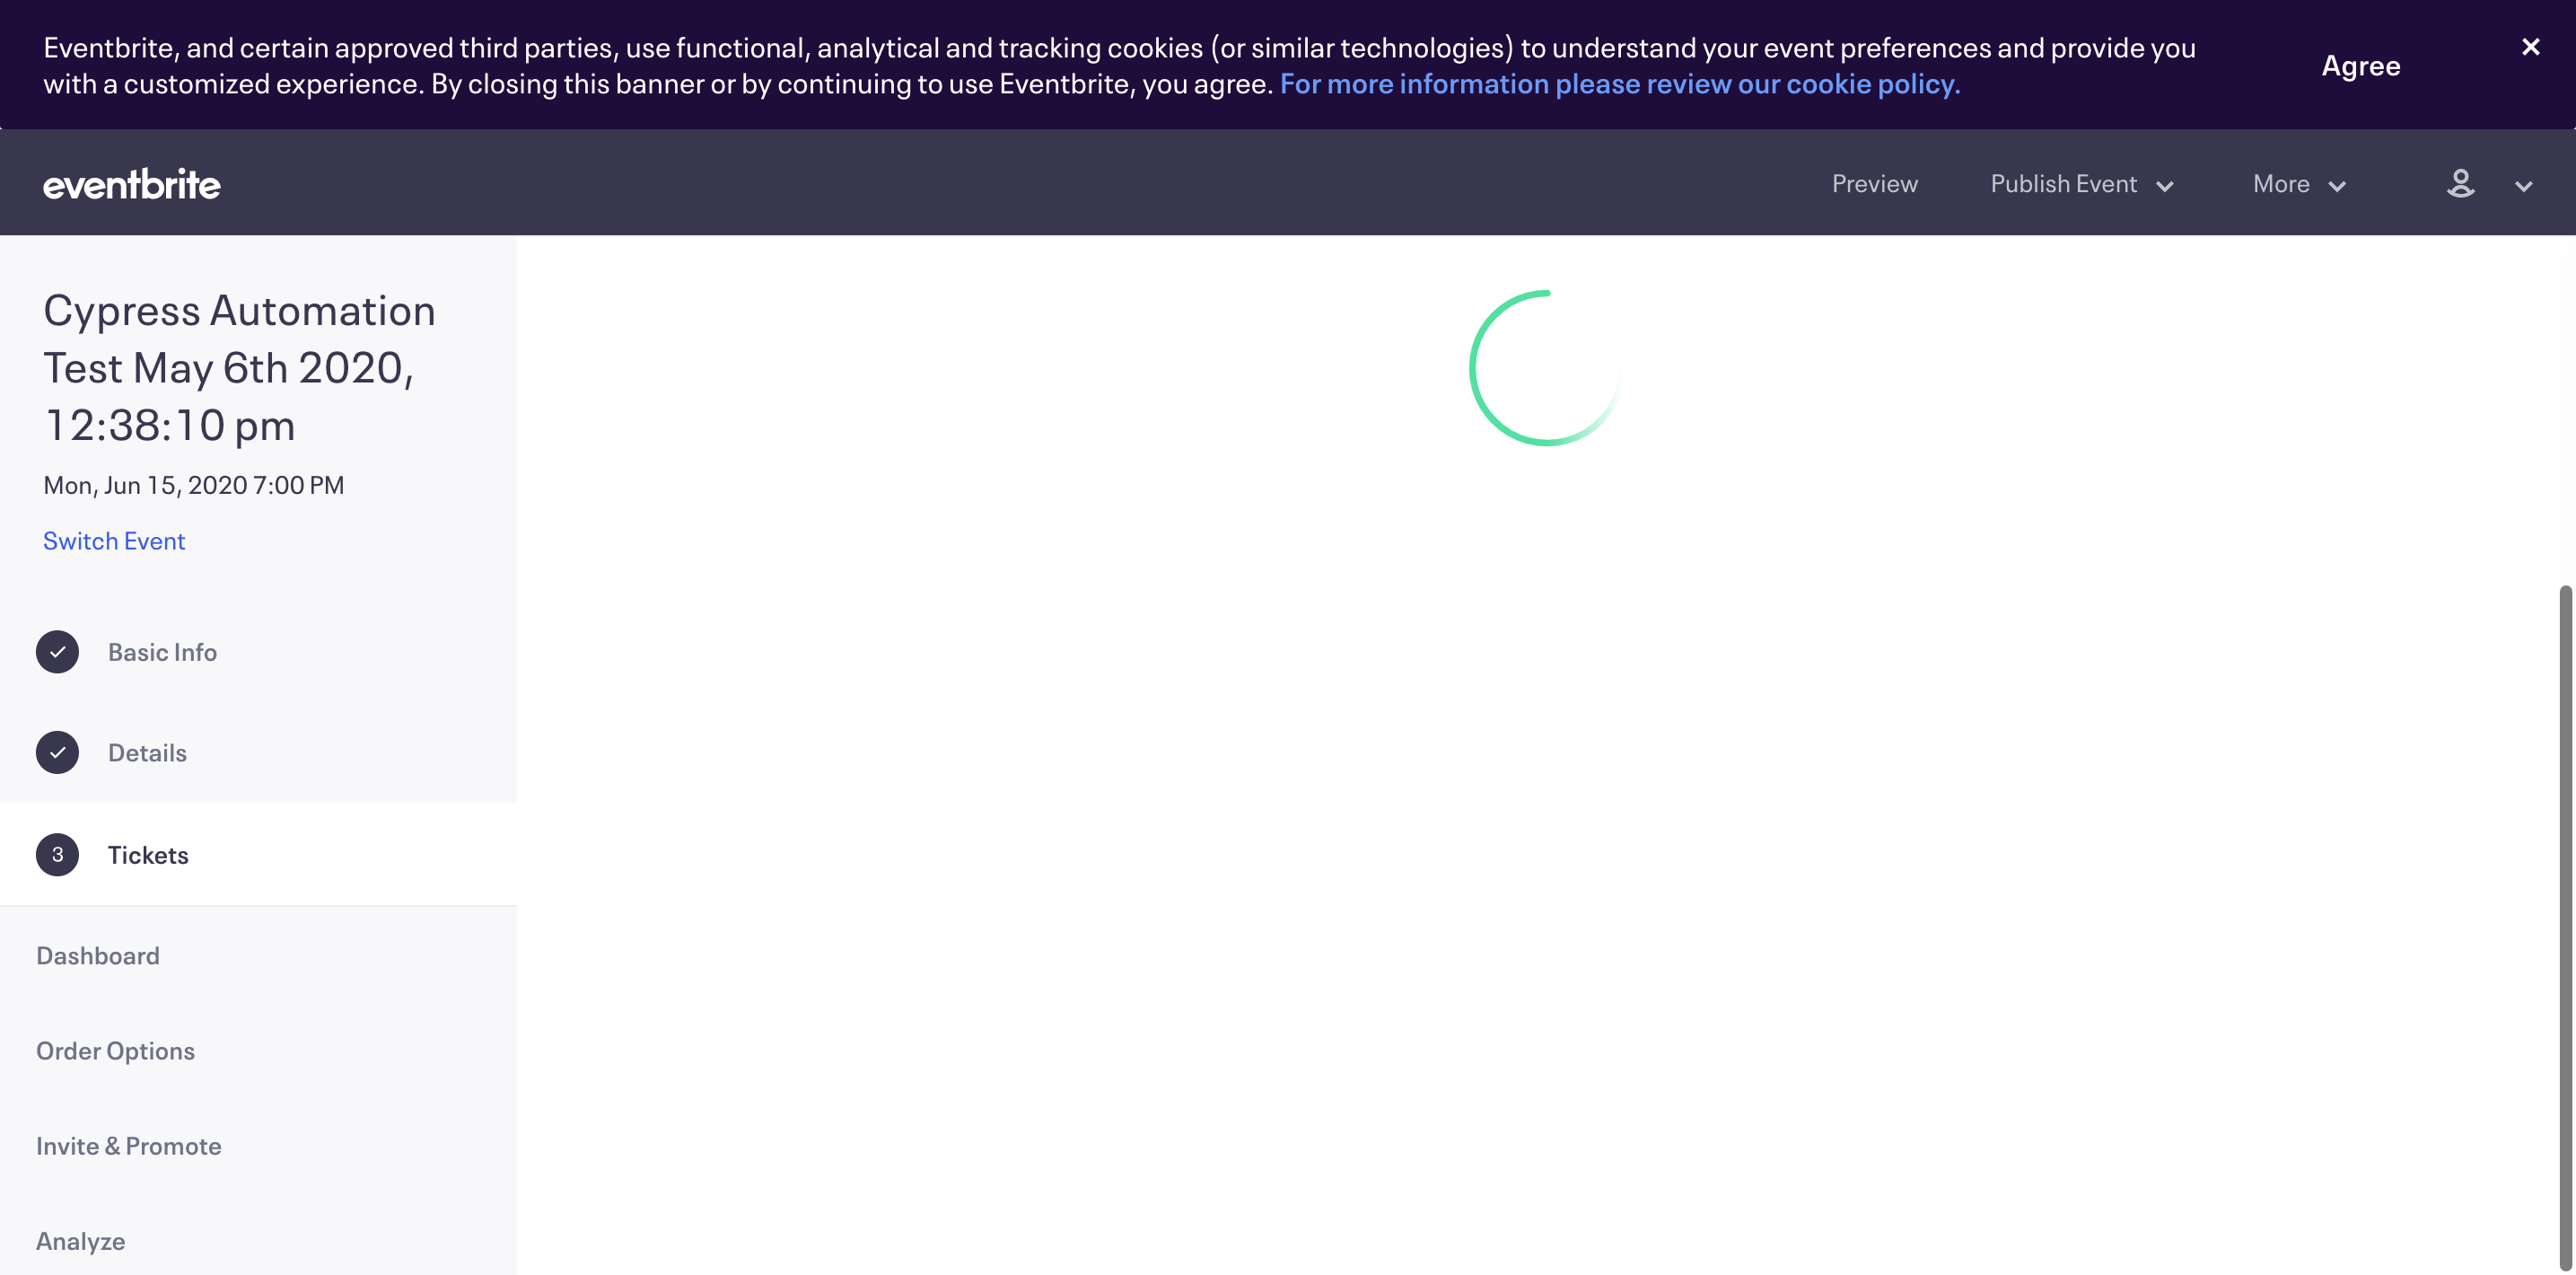 Eventbrite, and certain approved third parties, use functional, analytical and tracking cookies (or similar technologies) to understand your event preferences and provide you
with a customized experience. By closing this banner or by continuing to use Eventbrite, you agree. For more information please review our cookie policy.
Agree
eventbrite
Preview
Publish Event
More
Cypress Automation
Test May 6th 2020,
12:38:10 pm
Mon, Jun 15, 2020 7:00 PM
Switch Event
Basic Info
Details
3 Tickets
Dashboard
Order Options
Invite & Promote
Analyze